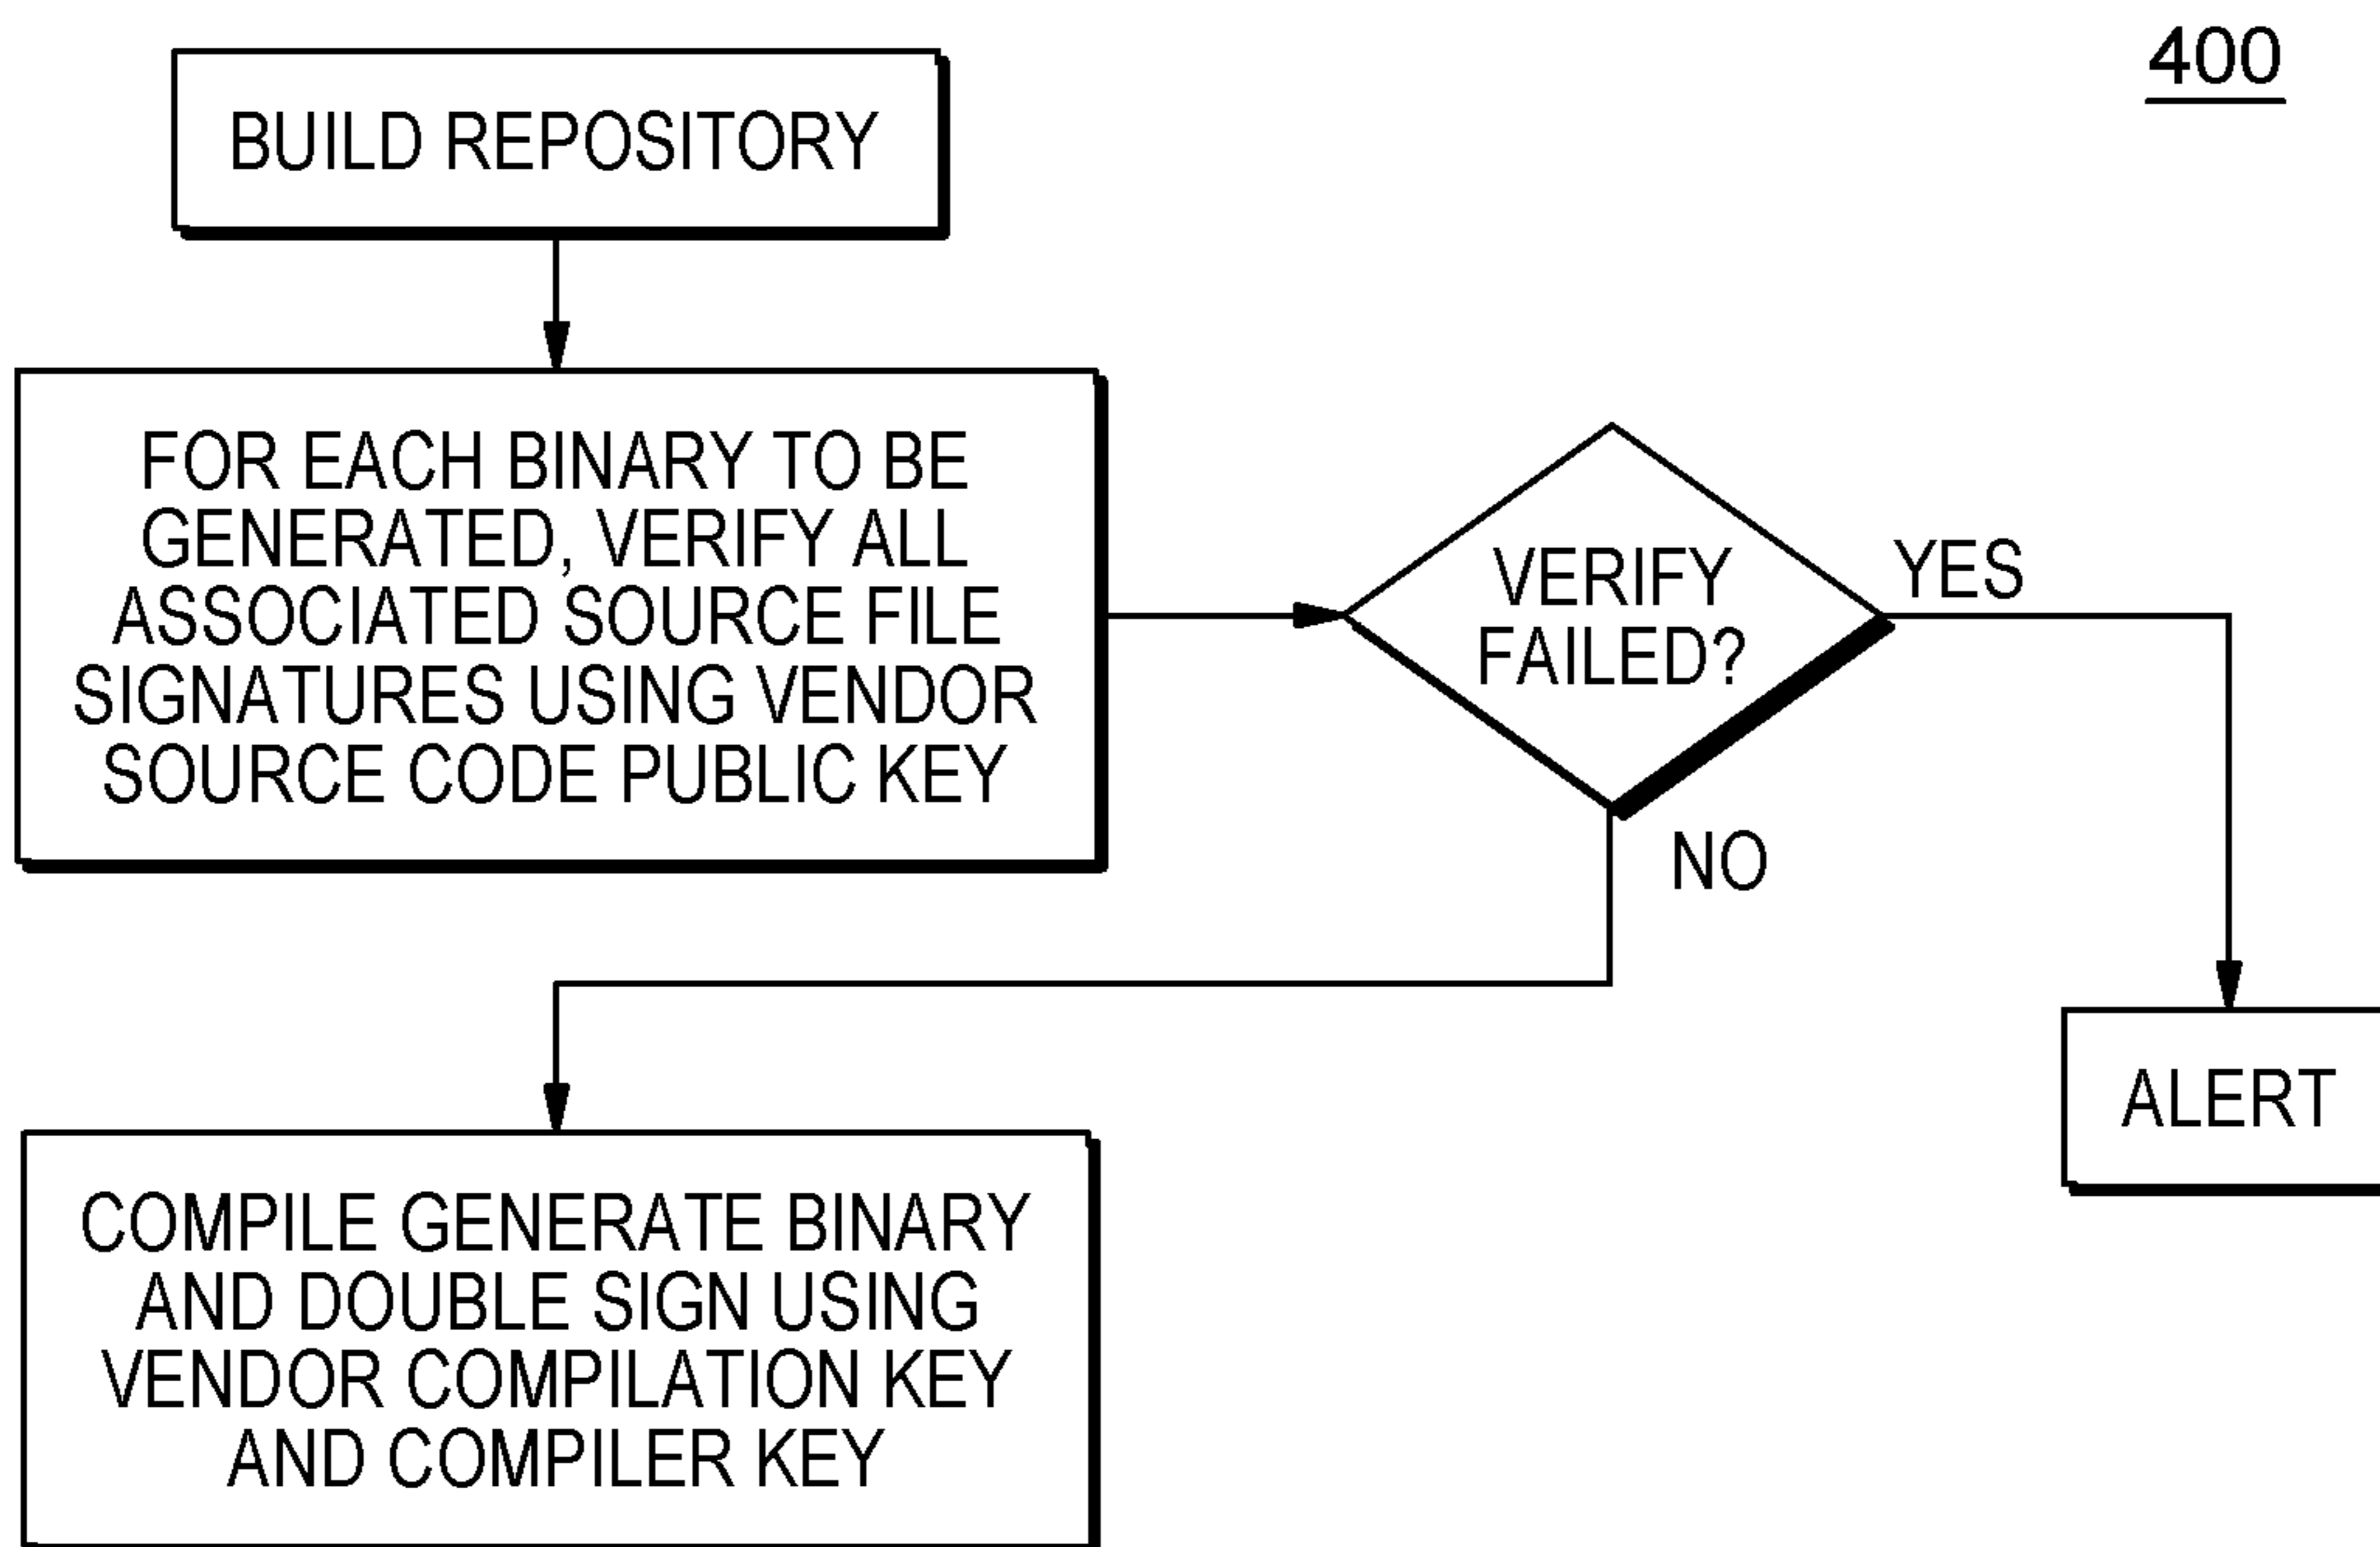 400
BUILD REPOSITORY
FOR EACH BINARY TO BE
GENERATED, VERIFY ALL
ASSOCIATED SOURCE FILE
SIGNATURES USING VENDOR
SOURCE CODE PUBLIC KEY
VERIFY
FAILED?
YES
NO
ALERT
COMPILE GENERATE BINARY
AND DOUBLE SIGN USING
VENDOR COMPILATION KEY
AND COMPILER KEY